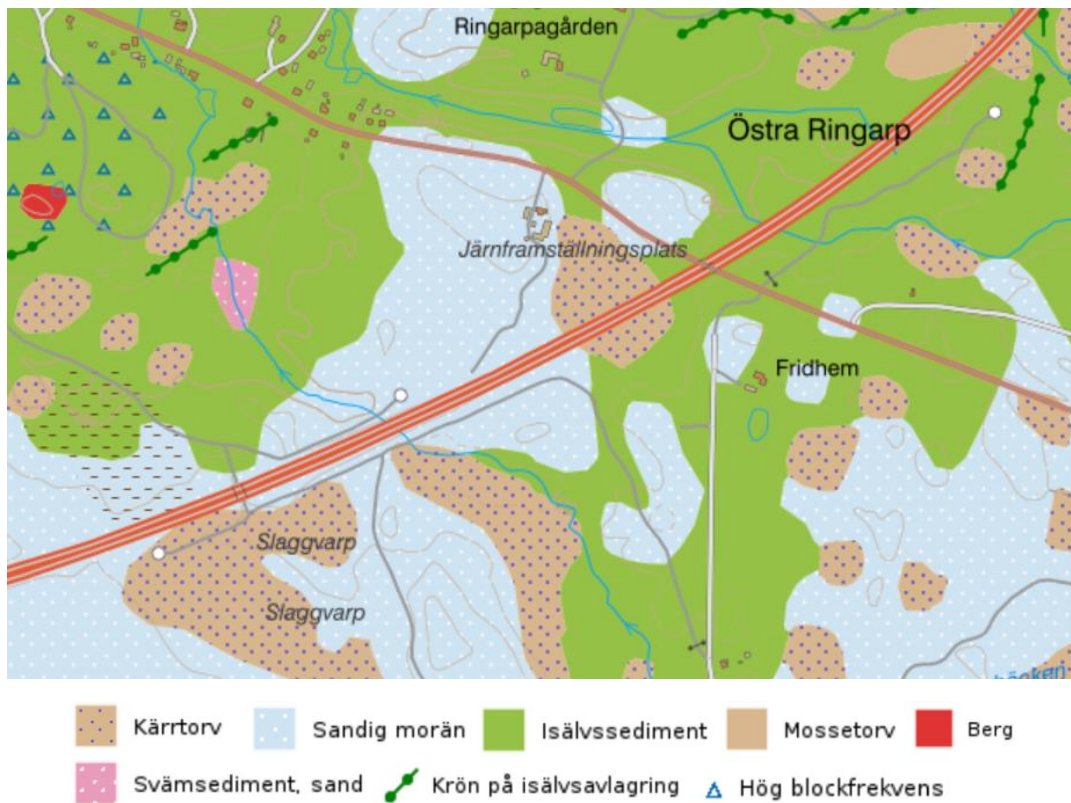 Ringarpagården
Östra Ringarp
Järnframställningsplats
Fridhem
Slaggvarp
Slaggvarp
Kärrtorv
Sandig morän
Isälvssediment
Mossetorv
Berg
Svämsediment, sand
Krön på isälvsavlagring
Hög blockfrekvens